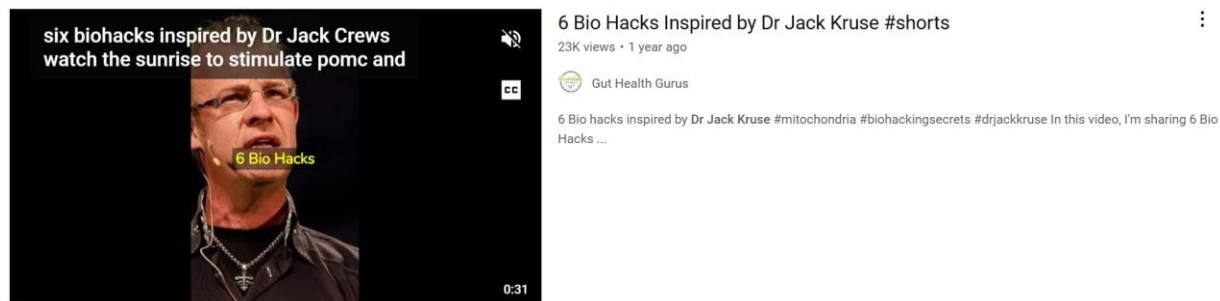 six biohacks inspired by Dr Jack Crews
watch the sunrise to stimulate pomc and
CC
6 Bio Hacks
0:31
6 Bio Hacks Inspired by Dr Jack Kruse #shorts
23K views • 1 year ago
Gut Health Gurus
6 Bio hacks inspired by Dr Jack Kruse #mitochondria #biohackingsecrets #drjackkruse In this video, I'm sharing 6 Bio
Hacks ...